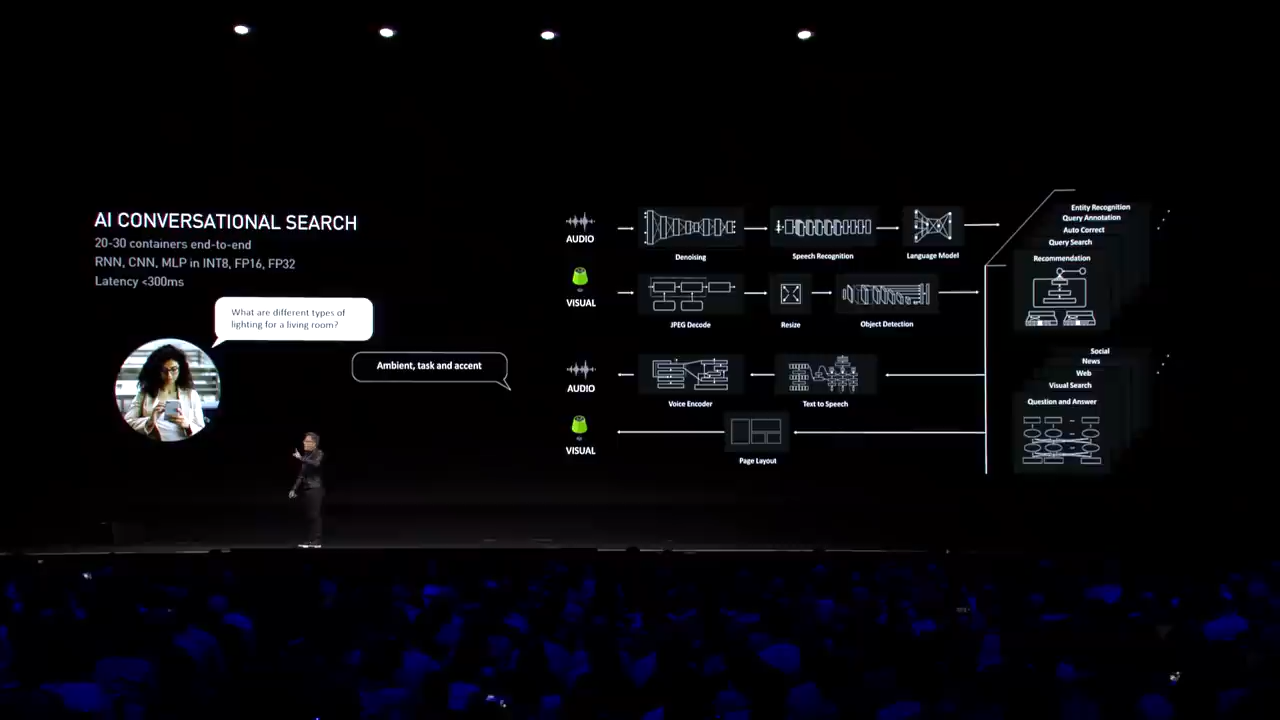 AI CONVERSATIONAL SEARCH
20-30 containers end-to-end
RNN, CNN, MLP in INT8, FP16, FP32
Latency <300ms
What are different types of
lighting for a living room?
Ambient, task and accent
AUDIO
Denoising
Speech Recognition
Language Model
VISUAL
JPEG Decode
Resize
Object Detection
AUDIO
Voice Encoder
Text to Speech
VISUAL
Page Layout
Entity Recognition
Query Annotation
Auto Correct
Query Search
Recommendation
Social
News
Web
Visual Search
Question and Answer